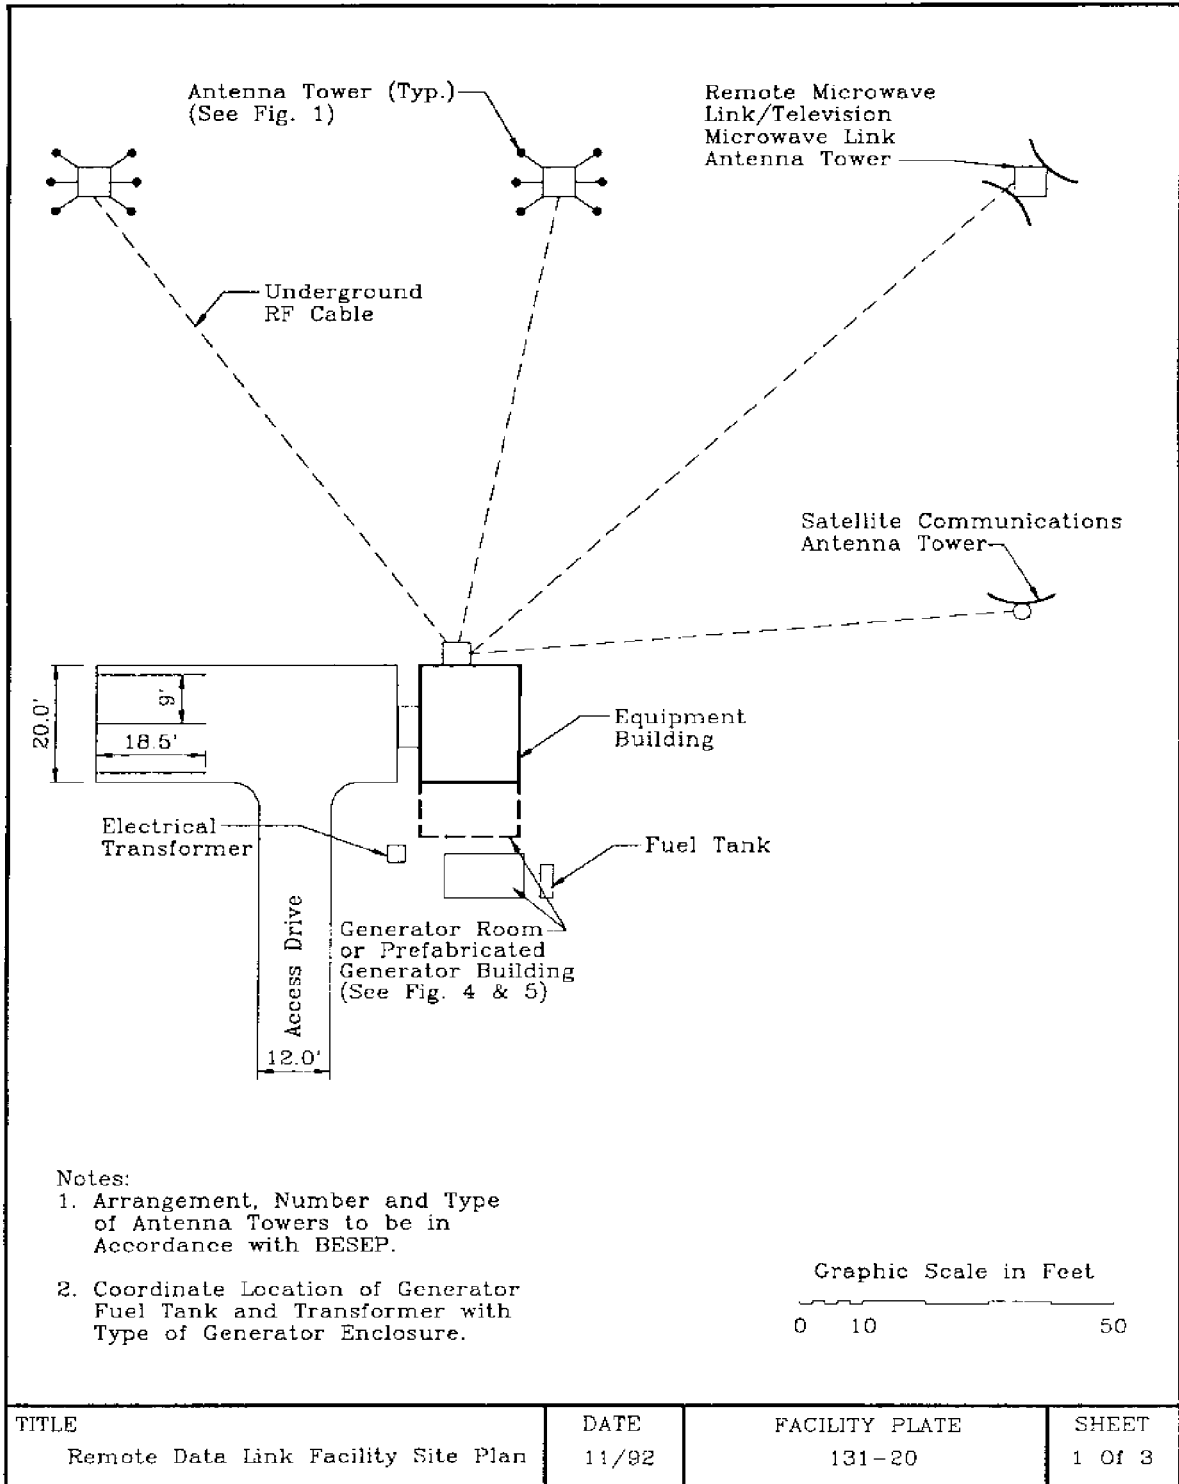 Antenna Tower (Typ.)
(See Fig. 1)
Remote Microwave
Link/Television
Microwave Link
Antenna Tower
Underground
RF Cable
Satellite Communications
Antenna Tower
20.0'
9'
18.5'
Equipment
Building
Electrical
Transformer
Fuel Tank
Access Drive
Generator Room
or Prefabricated
Generator Building
(See Fig. 4 & 5)
12.0'
Notes:
1. Arrangement, Number and Type
of Antenna Towers to be in
Accordance with BESEP.
2. Coordinate Location of Generator
Fuel Tank and Transformer with
Type of Generator Enclosure.
Graphic Scale in Feet
0 10 50
TITLE
Remote Data Link Facility Site Plan
DATE
11/92
FACILITY PLATE
131-20
SHEET
1 Of 3